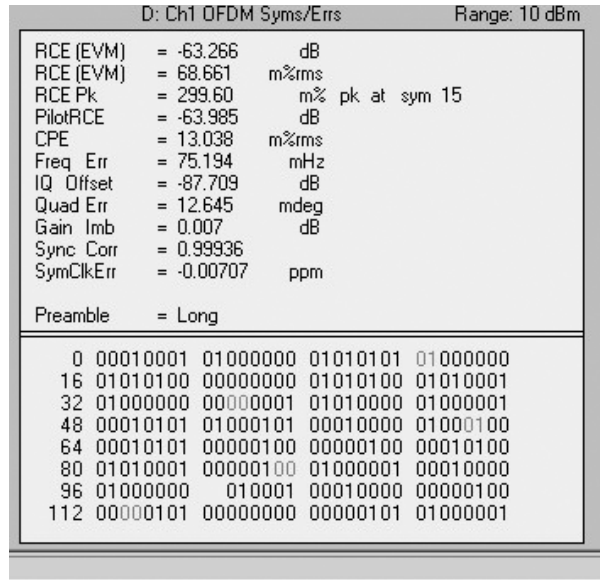 D: Ch1 OFDM Syms/Errs Range: 10 dBm
RCE (EVM) = -63.266 dB
RCE (EVM) = 68.661 m%rms
RCE Pk = 299.60 m% pk at sym 15
PilotRCE = -63.985 dB
CPE = 13.038 m%rms
Freq Err = 75.194 mHz
IQ Offset = -87.709 dB
Quad Err = 12.645 mdeg
Gain Imb = 0.007 dB
Sync Corr = 0.99936
SymClkErr = -0.00707 ppm
Preamble = Long
0 00010001 01000000 01010101 01000000
16 01010100 00000000 01010100 01010001
32 01000000 00000001 01010000 01000001
48 00010101 01000101 00010000 01000100
64 00010101 00000100 00000100 00010100
80 01010001 00000100 01000001 00010000
96 01000000 010001 00010000 00000100
112 00000101 00000000 00000101 01000001